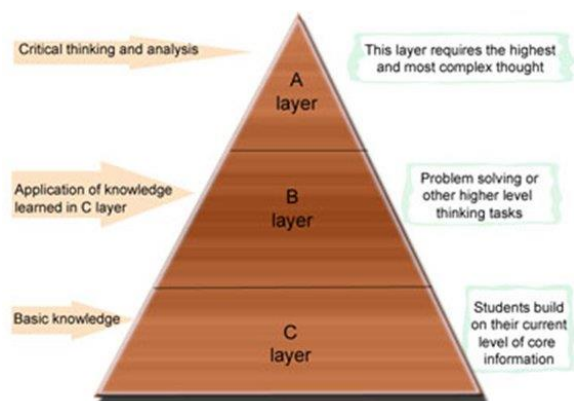 Critical thinking and analysis
This layer requires the highest
and most complex thought
A
layer
Application of knowledge
learned in C layer
B
layer
Problem solving or
other higher level
thinking tasks
Basic knowledge
C
layer
Students build
on their current
level of core
information